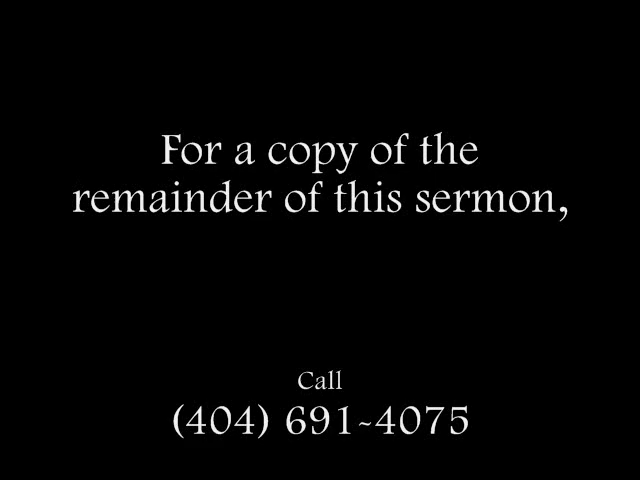 For a copy of the
remainder of this sermon,
Call
(404) 691-4075